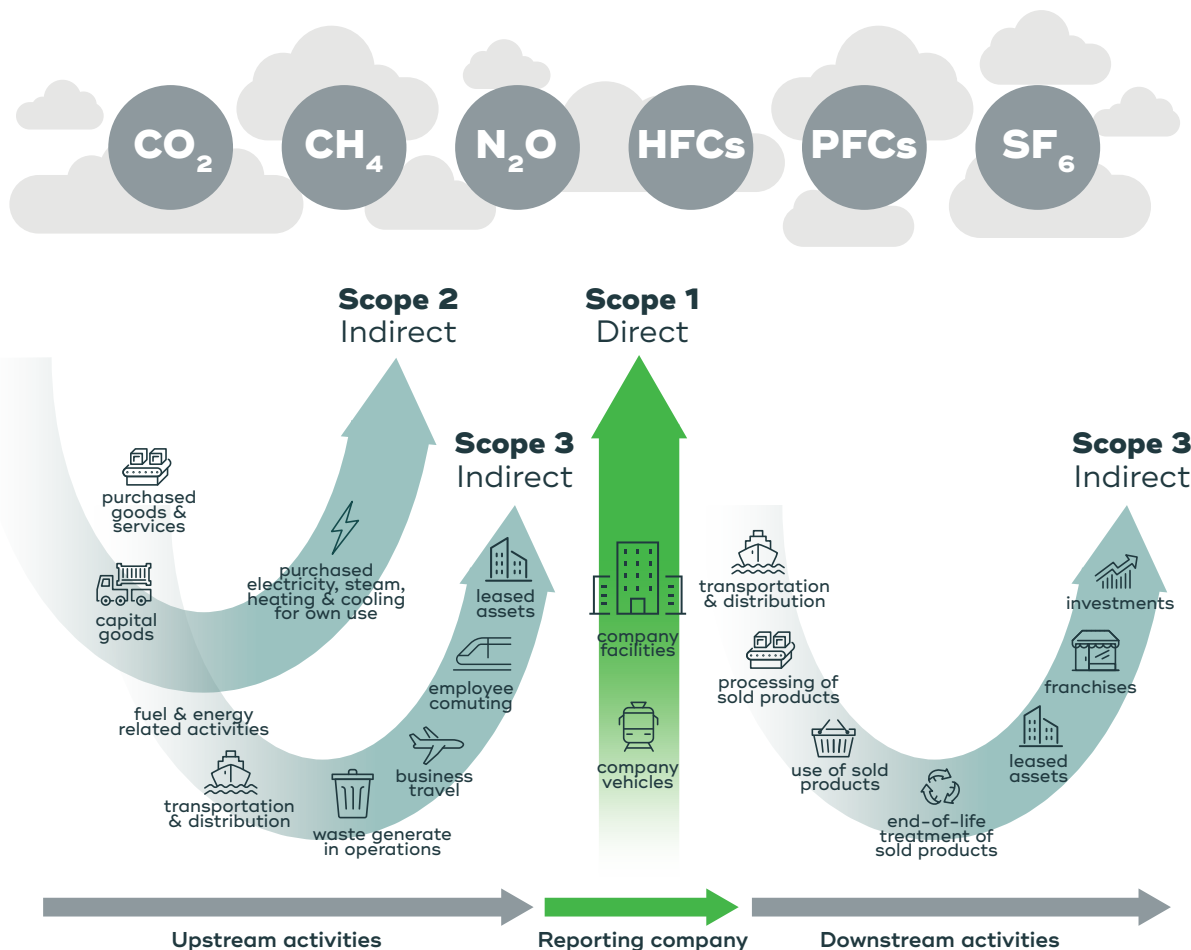 CO2
CH4
N2O
HFCs
PFCs
SF6
Scope 2
Indirect
Scope 1
Direct
Scope 3
Indirect
Scope 3
Indirect
purchased
goods &
services
capital
goods
purchased
electricity, steam,
heating & cooling
for own use
fuel & energy
related activities
transportation
& distribution
waste generate
in operations
business
travel
employee
comuting
leased
assets
company
facilities
company
vehicles
transportation
& distribution
processing of
sold products
use of sold
products
end-of-life
treatment of
sold products
leased
assets
franchises
investments
Upstream activities
Reporting company
Downstream activities